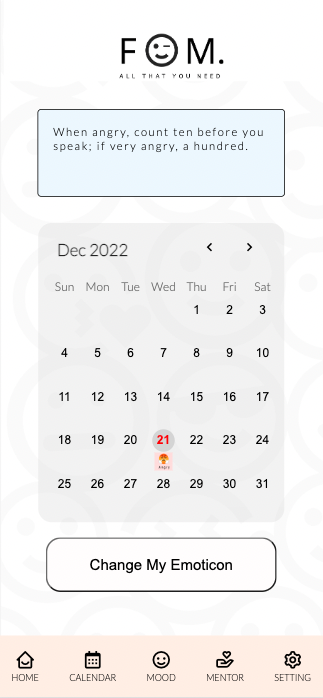 F M.
ALL THAT YOU NEED
When angry, count ten before you
speak; if very angry, a hundred.
Dec 2022
Sun Mon Tue Wed Thu Fri Sat
1 2 3
4 5 6 7 8 9 10
11 12 13 14 15 16 17
18 19 20 21 22 23 24
Angry
25 26 27 28 29 30 31
Change My Emoticon
HOME CALENDAR MOOD MENTOR SETTING